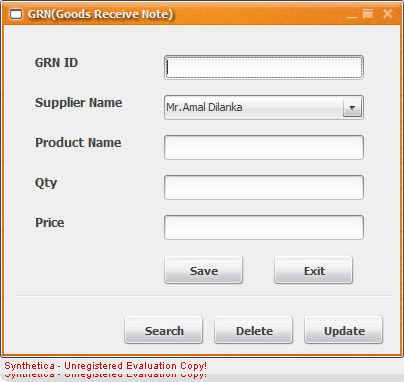 GRN(Goods Receive Note)
GRN ID
Supplier Name Mr.Amal Dilanka
Product Name
Qty
Price
Save Exit
Search Delete Update
Synthetica - Unregistered Evaluation Copy!
Synthetica - Unregistered Evaluation Copy!